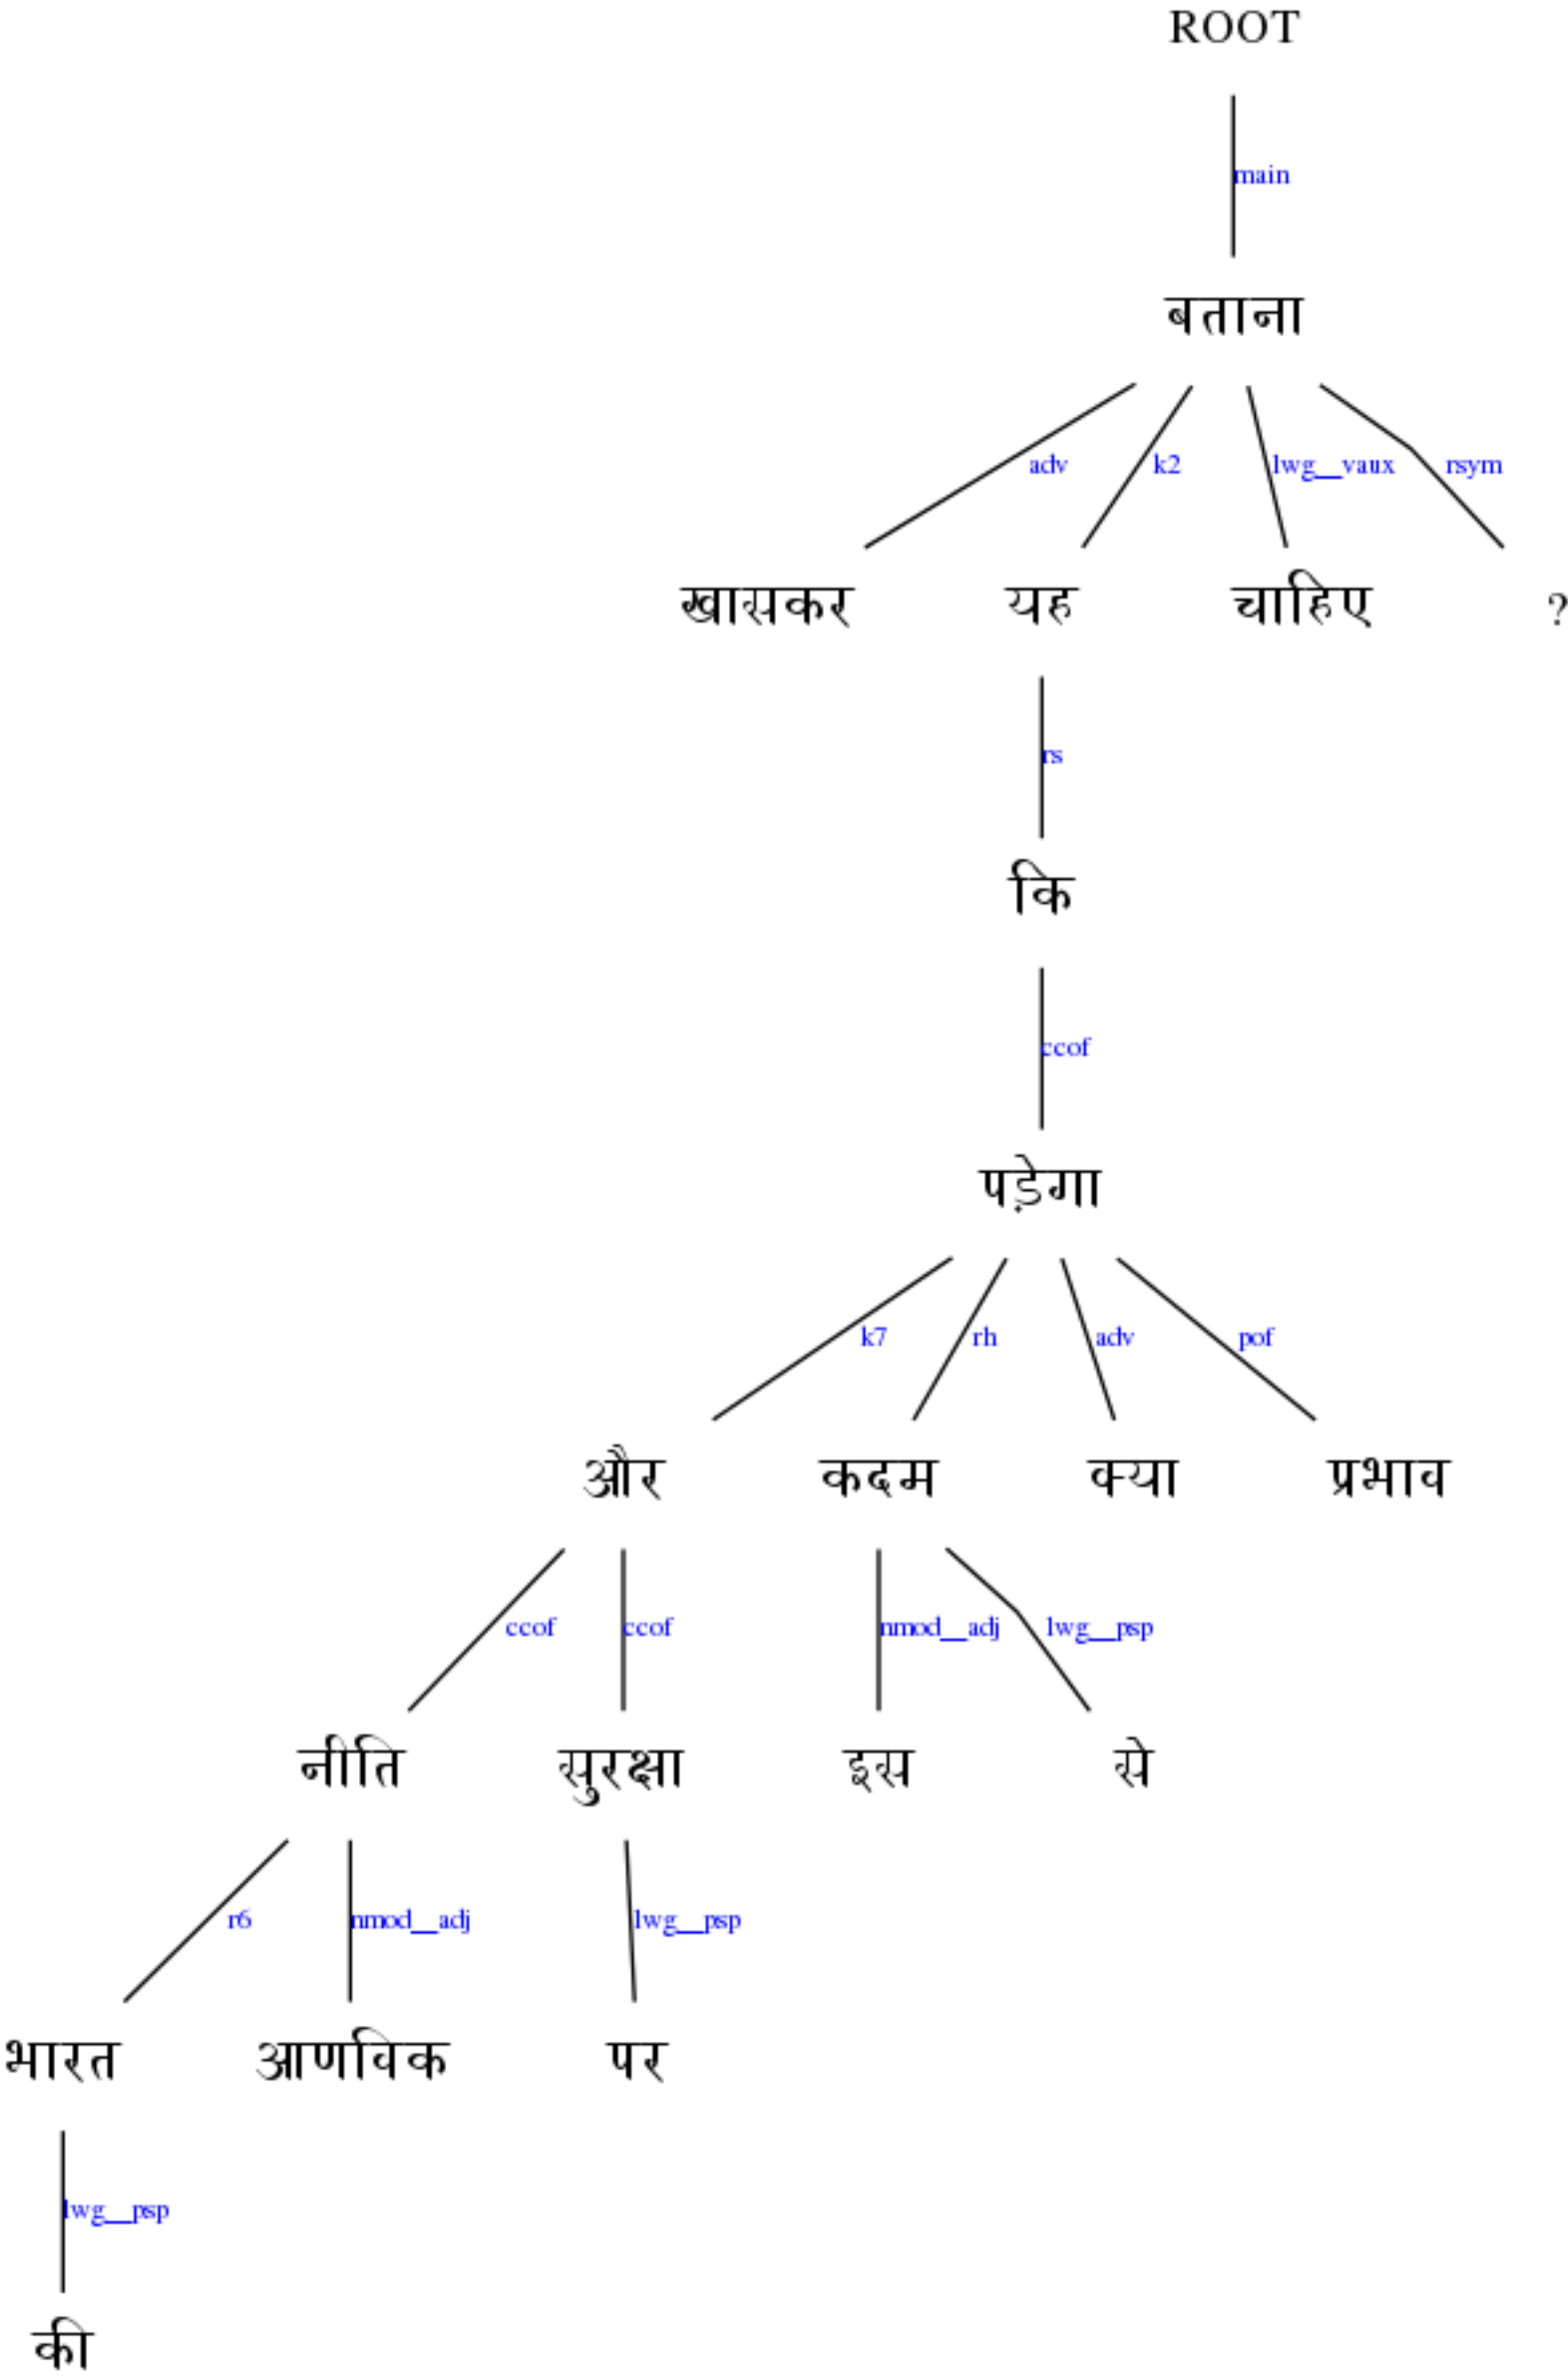 ROOT
main
बताना
adv k2 lwg__vaux rsym
खासकर यह चाहिए ?
rs
कि
ccof
पड़ेगा
k7 rh adv pof
और कदम क्या प्रभाव
ccof ccof nmod__adj lwg__psp
नीति सुरक्षा इस से
r6 nmod__adj lwg__psp
भारत आणविक पर
lwg__psp
की